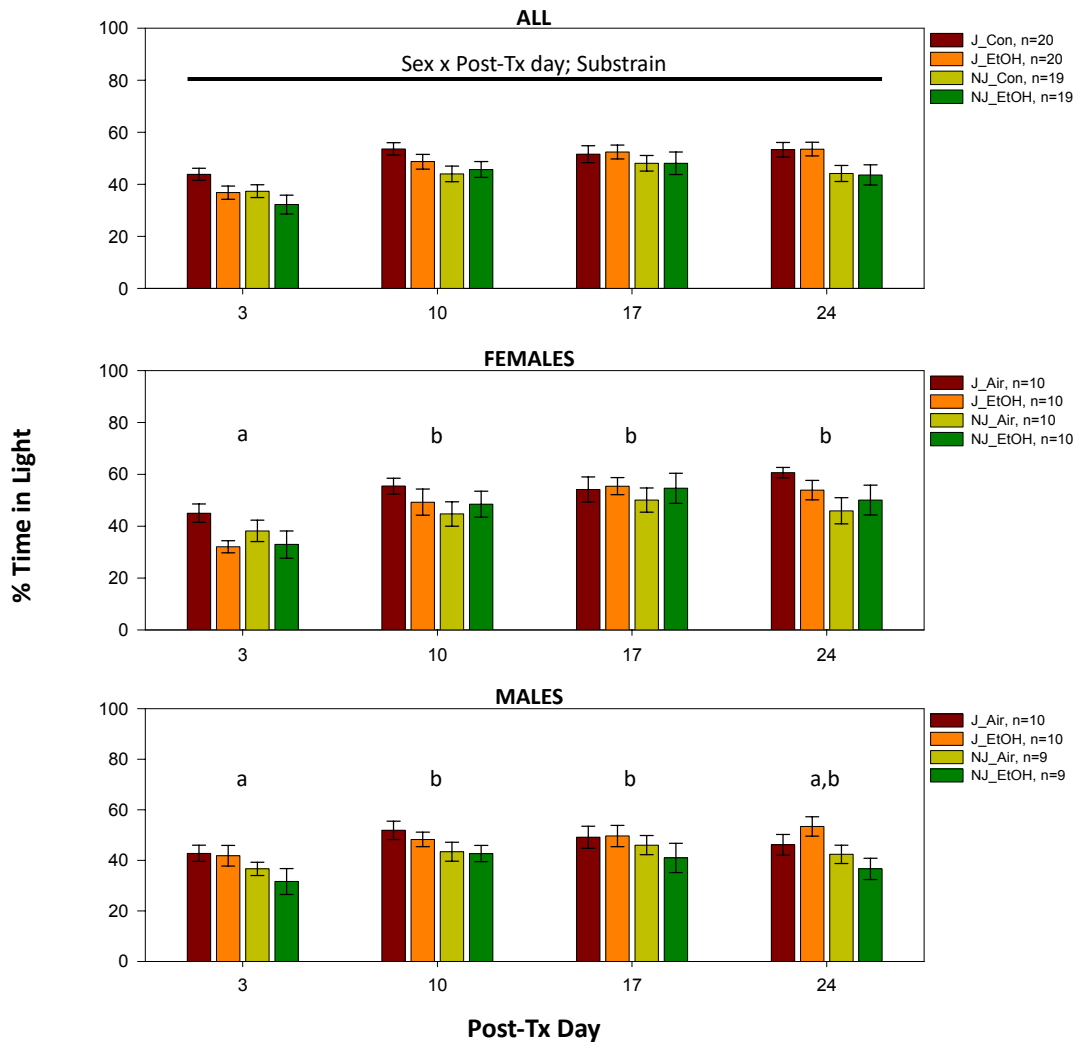 ALL
100
80
60
40
20
0
Sex x Post-Tx day; Substrain
3 10 17 24
J_Con, n=20
J_EtOH, n=20
NJ_Con, n=19
NJ_EtOH, n=19
% Time in Light
FEMALES
100
80
60
40
20
0
a b b b
3 10 17 24
J_Air, n=10
J_EtOH, n=10
NJ_Air, n=10
NJ_EtOH, n=10
MALES
100
80
60
40
20
0
a b b a,b
3 10 17 24
J_Air, n=10
J_EtOH, n=10
NJ_Air, n=9
NJ_EtOH, n=9
Post-Tx Day